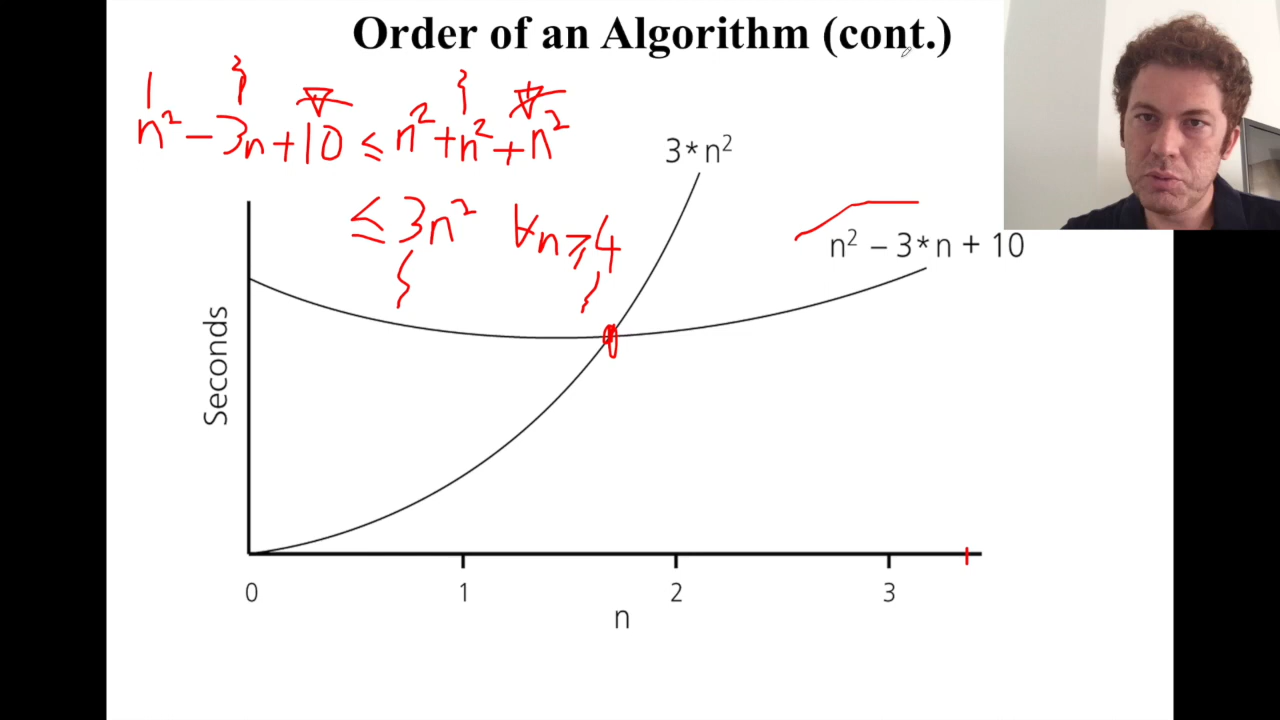 Order of an Algorithm (cont.)
n² − 3n + 10 ≤ n² + n² + n²
≤ 3n² ∀n ≥ 4
3*n²
n² − 3*n + 10
Seconds
0 1 2 3
n